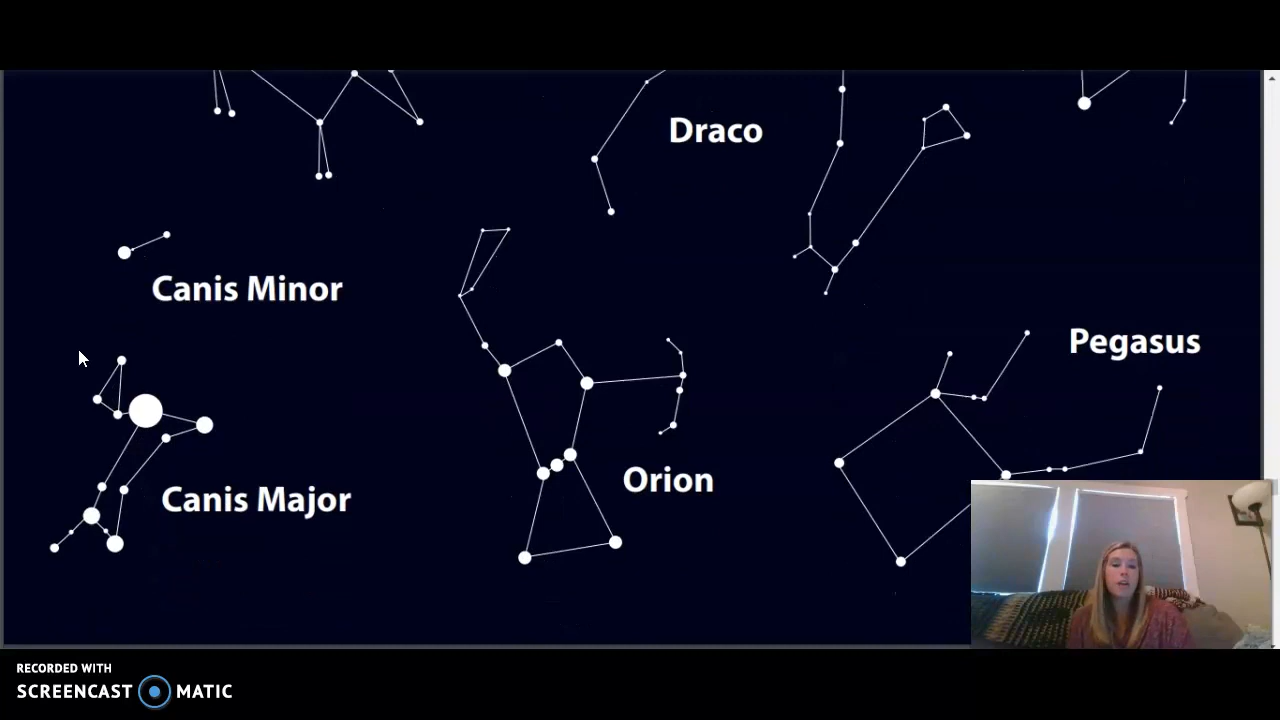 Draco
Canis Minor
Pegasus
Orion
Canis Major
RECORDED WITH
SCREENCAST MATIC